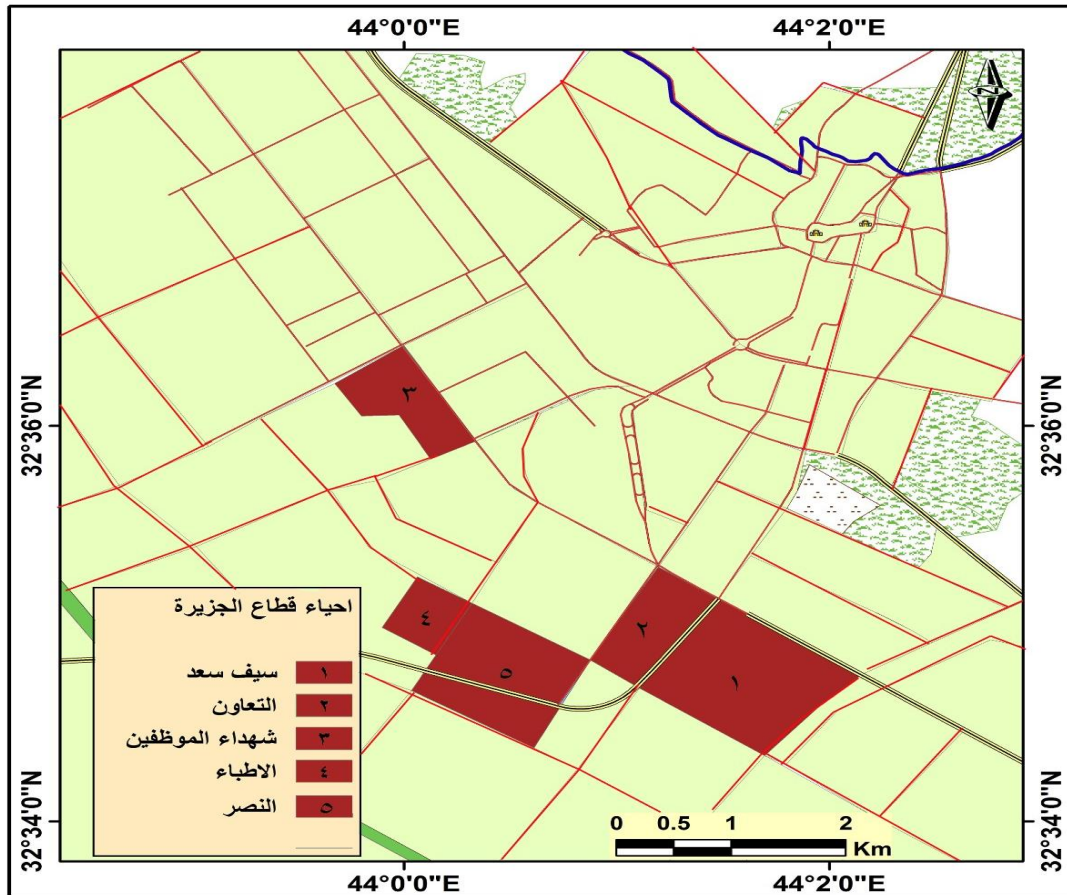 44°0'0"E 44°2'0"E
32°36'0"N 32°36'0"N
٣
٤
٢
٥
١
احياء قطاع الجزيرة
١ سيف سعد
٢ التعاون
٣ شهداء الموظفين
٤ الاطباء
٥ النصر
32°34'0"N 32°34'0"N
0 0.5 1 2
Km
44°0'0"E 44°2'0"E